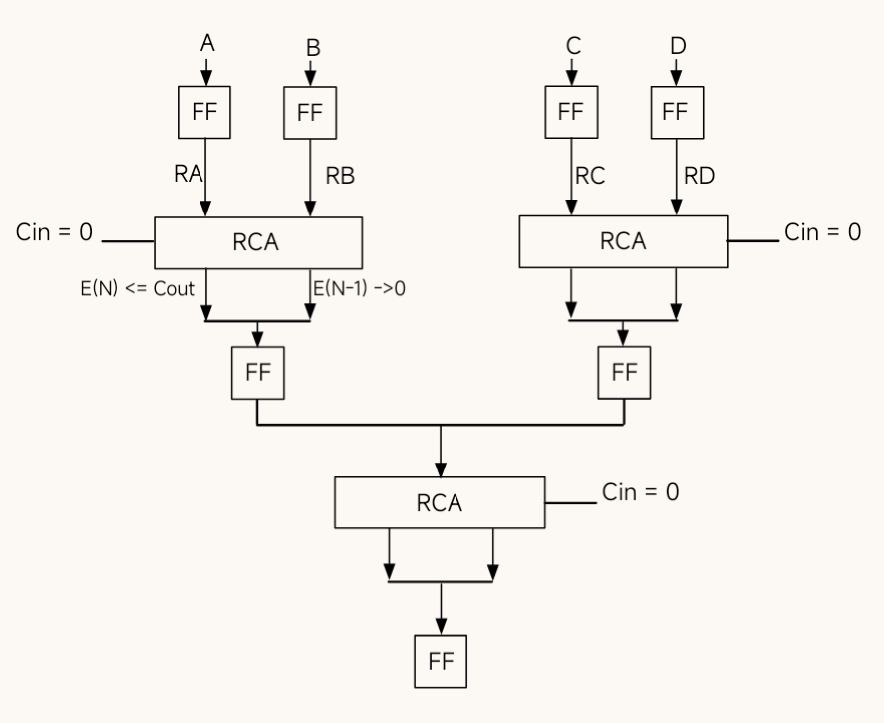 A
B
C
D
FF
FF
FF
FF
RA
RB
RC
RD
Cin = 0
RCA
RCA
Cin = 0
E(N) <= Cout
E(N-1) ->0
FF
FF
RCA
Cin = 0
FF